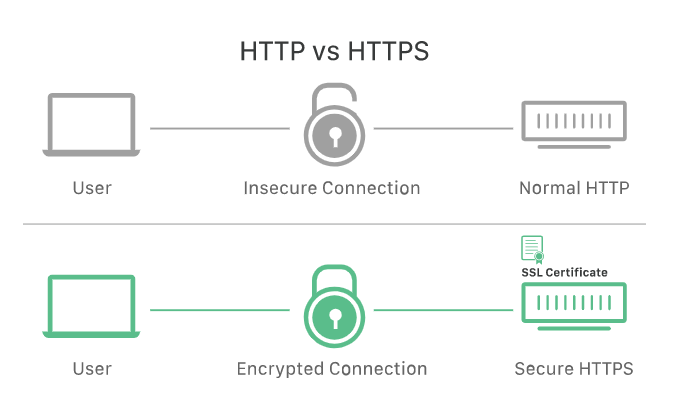 HTTP vs HTTPS
User
Insecure Connection
Normal HTTP
SSL Certificate
User
Encrypted Connection
Secure HTTPS